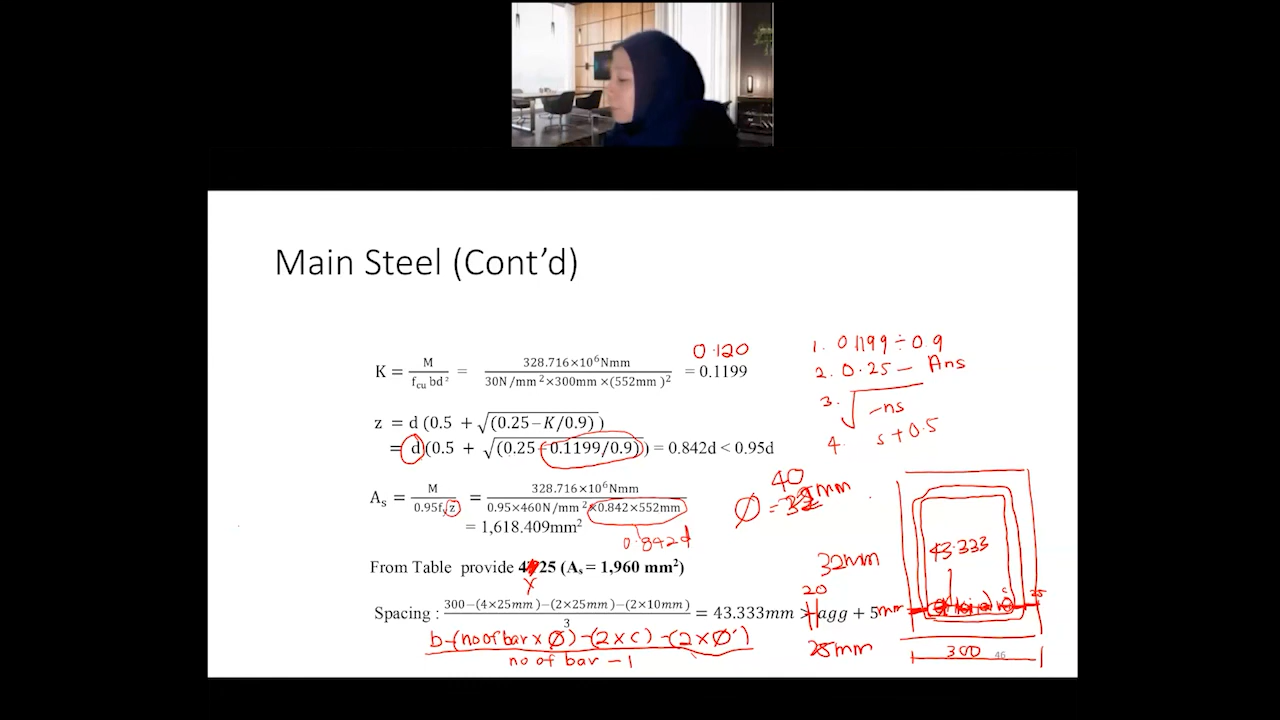 Main Steel (Cont’d)
0.120
K = M / f_cu bd² = 328.716×10⁶Nmm / 30N/mm²×300mm×(552mm)² = 0.1199
1. 0.1199 ÷ 0.9
2. 0.25 – Ans
3. √ -ns
4. s + 0.5
z = d (0.5 + √(0.25−K/0.9) )
= d (0.5 + √(0.25 0.1199/0.9) ) = 0.842d < 0.95d
40
Ø = mm
A_s = M / 0.95f_y z = 328.716×10⁶Nmm / 0.95×460N/mm²×0.842×552mm
= 1,618.409mm²
0.842d
43.333
32mm
From Table provide 4 25 (A_s = 1,960 mm²)
Y
20
25
Spacing : 300−(4×25mm)−(2×25mm)−(2×10mm) / 3 = 43.333mm > agg + 5mm
b-(no of bar x Ø) - (2 x c) - (2 x Ø')
no of bar - 1
25mm
300
46